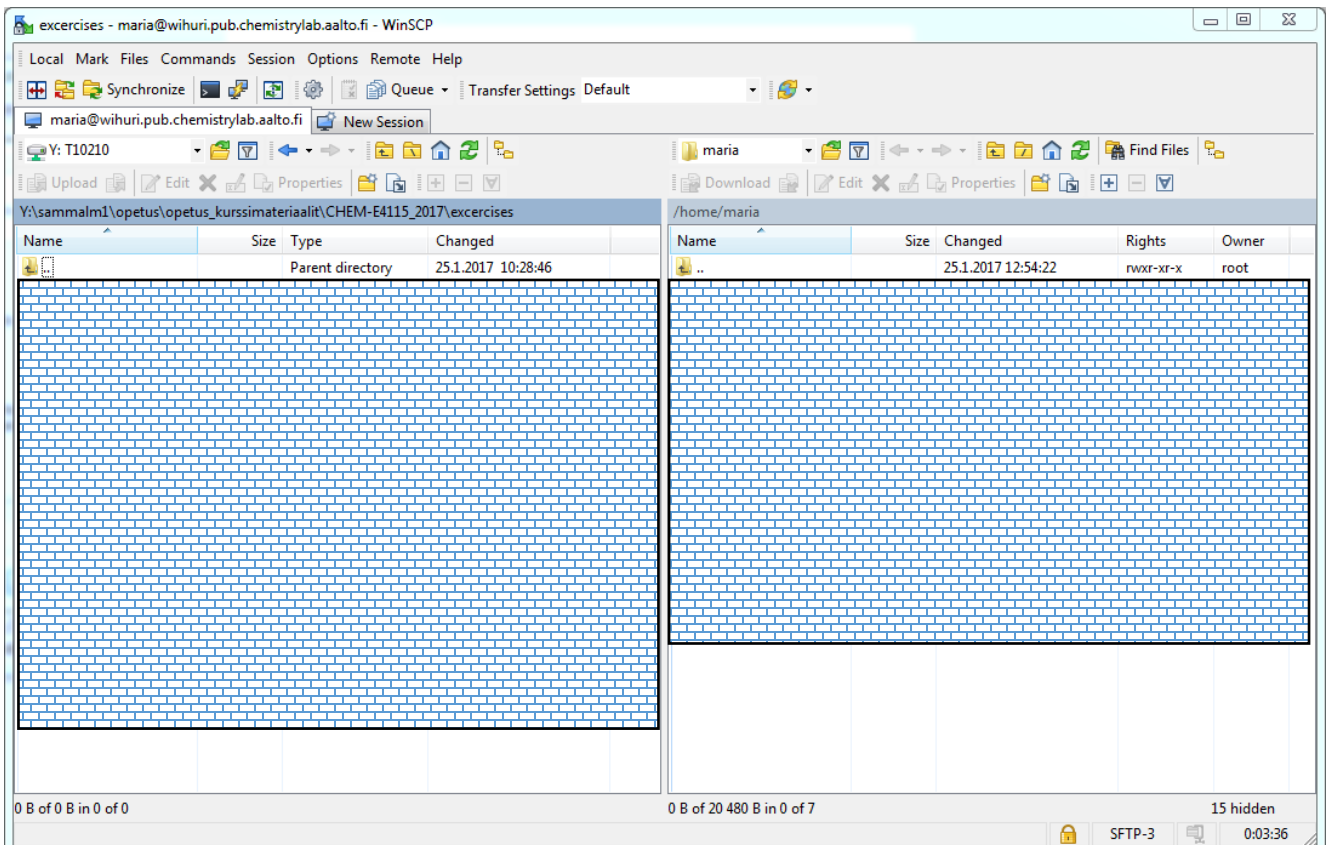 excercises - maria@wihuri.pub.chemistrylab.aalto.fi - WinSCP
Local Mark Files Commands Session Options Remote Help
Synchronize Queue Transfer Settings Default
maria@wihuri.pub.chemistrylab.aalto.fi New Session
Y: T10210 maria Find Files
Upload Edit Properties Download Edit Properties
Y:\sammalm1\opetus\opetus_kurssimateriaalit\CHEM-E4115_2017\excercises /home/maria
Name Size Type Changed Name Size Changed Rights Owner
.. Parent directory 25.1.2017 10:28:46 .. 25.1.2017 12:54:22 rwxr-xr-x root
0 B of 0 B in 0 of 0 0 B of 20 480 B in 0 of 7 15 hidden
SFTP-3 0:03:36